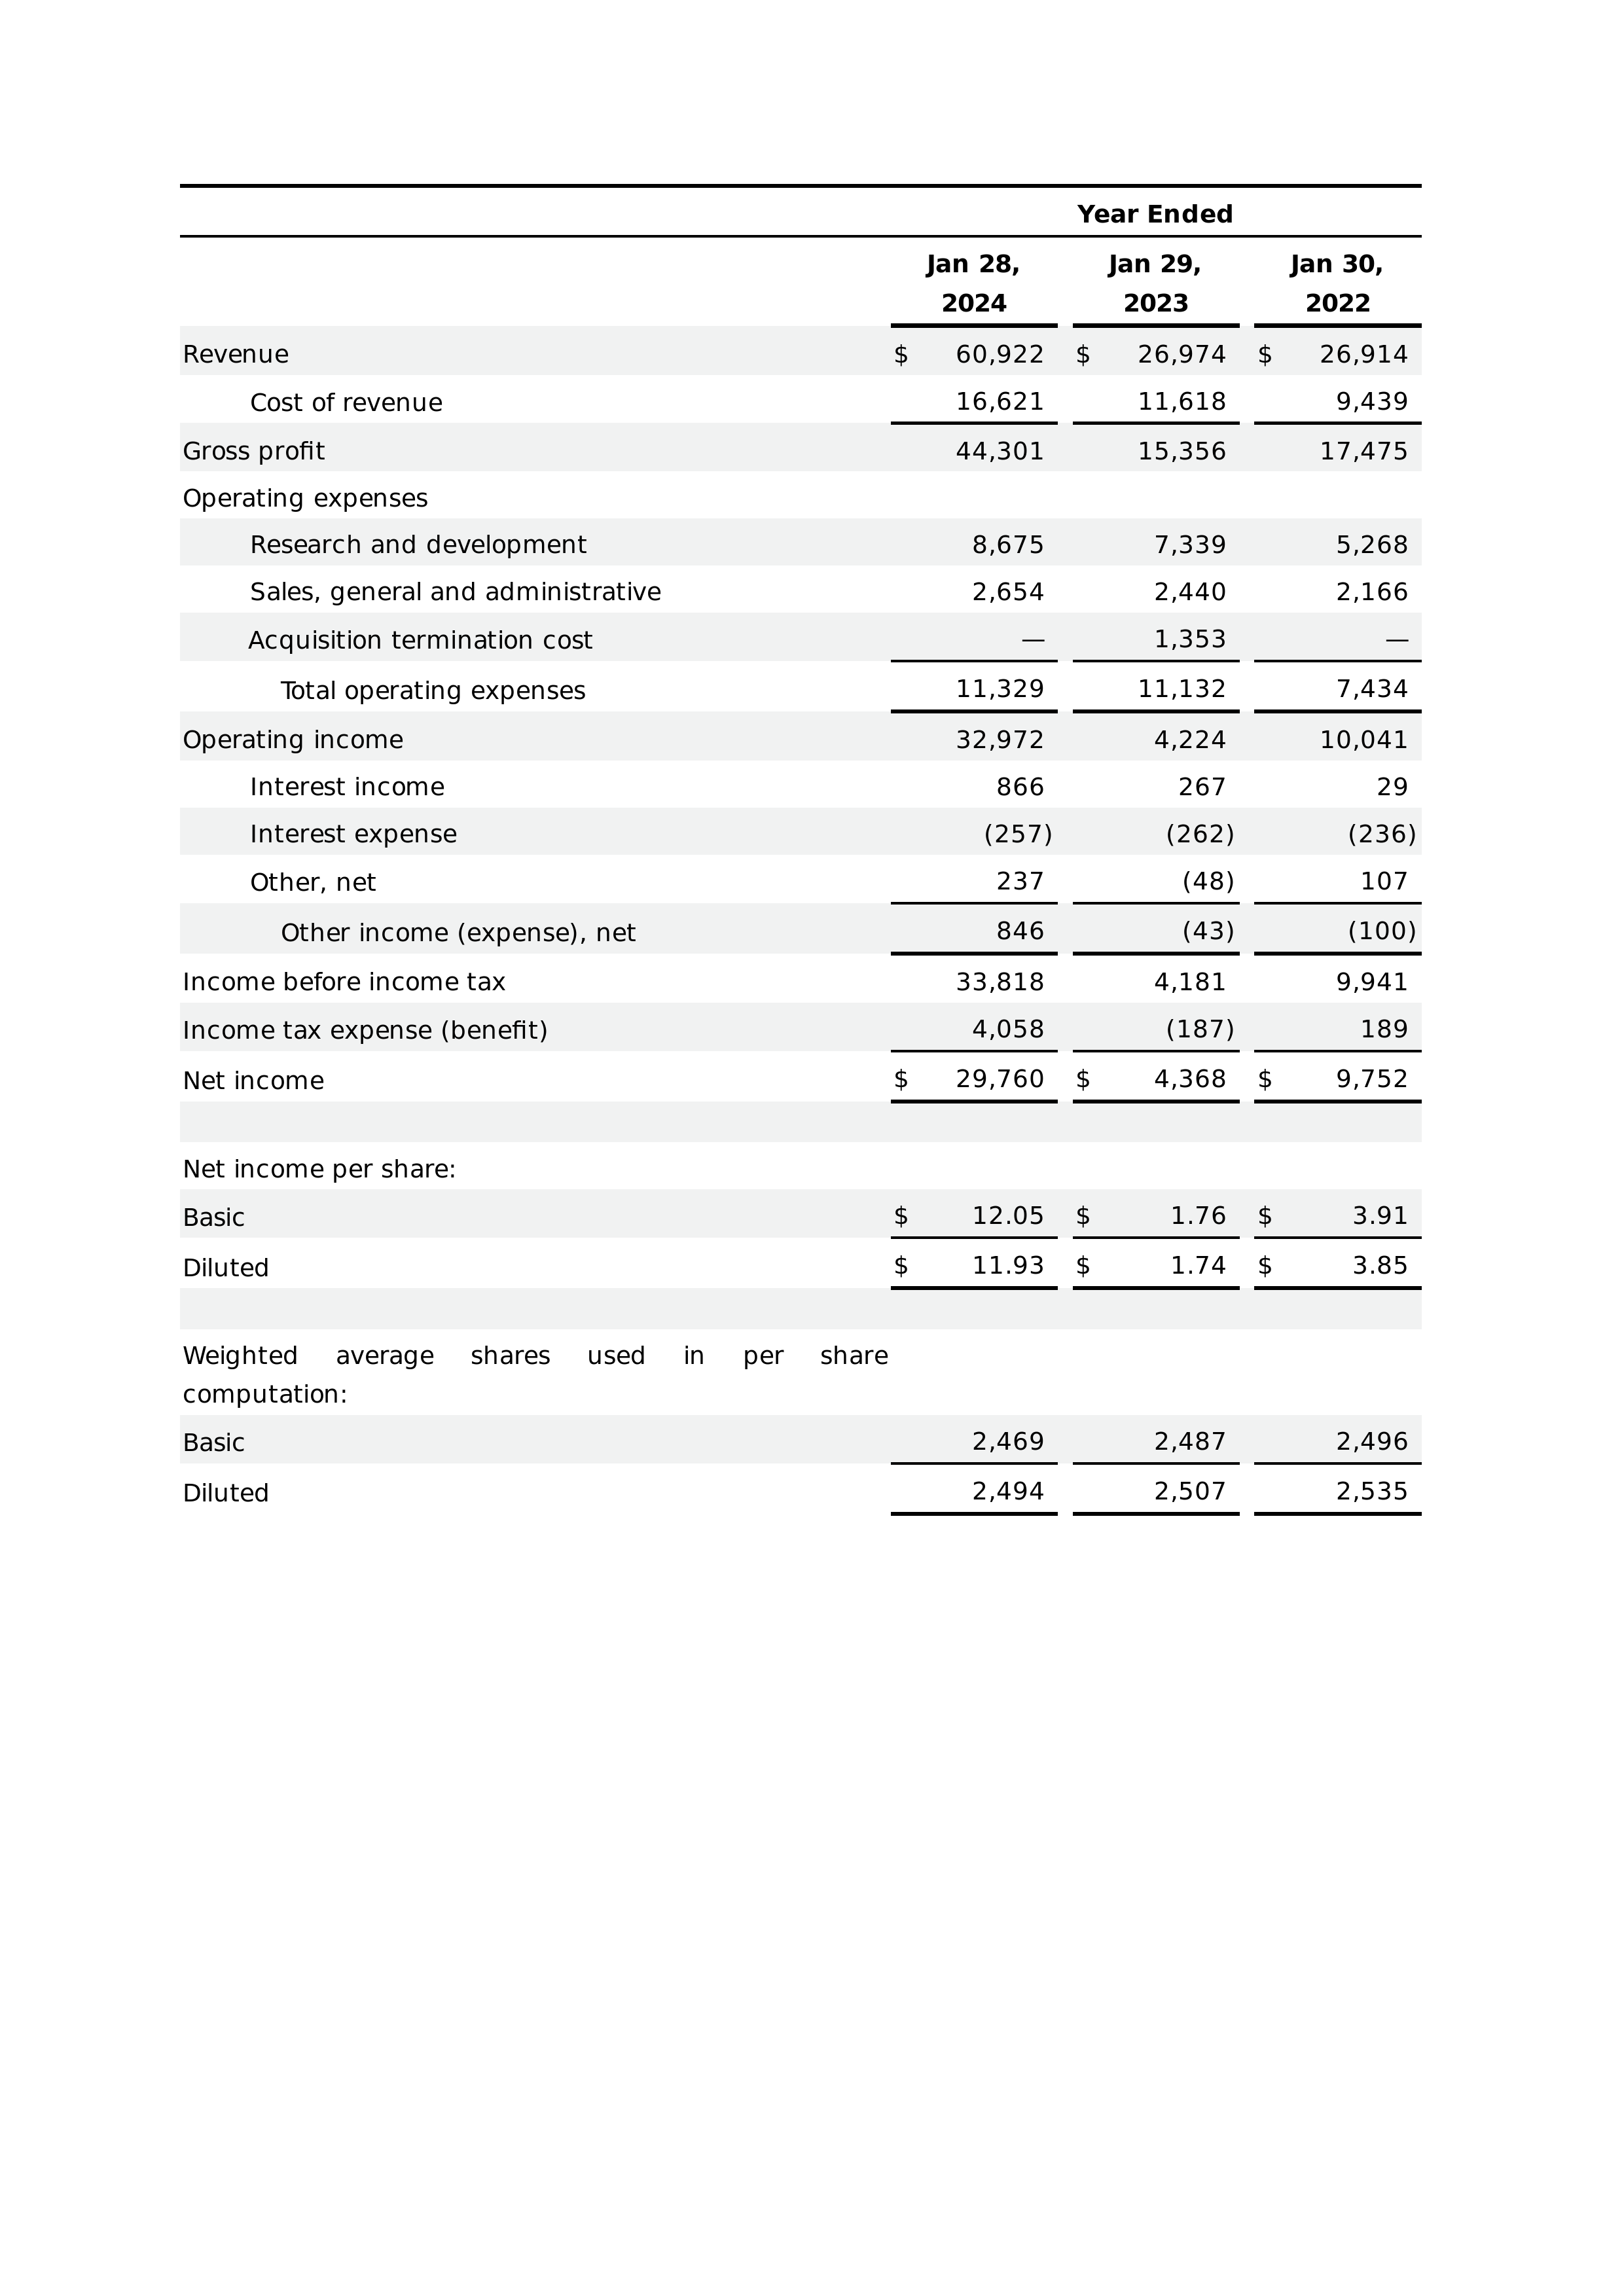 Year Ended
Jan 28, Jan 29, Jan 30,
2024 2023 2022
Revenue $ 60,922 $ 26,974 $ 26,914
Cost of revenue 16,621 11,618 9,439
Gross profit 44,301 15,356 17,475
Operating expenses
Research and development 8,675 7,339 5,268
Sales, general and administrative 2,654 2,440 2,166
Acquisition termination cost — 1,353 —
Total operating expenses 11,329 11,132 7,434
Operating income 32,972 4,224 10,041
Interest income 866 267 29
Interest expense (257) (262) (236)
Other, net 237 (48) 107
Other income (expense), net 846 (43) (100)
Income before income tax 33,818 4,181 9,941
Income tax expense (benefit) 4,058 (187) 189
Net income $ 29,760 $ 4,368 $ 9,752
Net income per share:
Basic $ 12.05 $ 1.76 $ 3.91
Diluted $ 11.93 $ 1.74 $ 3.85
Weighted average shares used in per share
computation:
Basic 2,469 2,487 2,496
Diluted 2,494 2,507 2,535